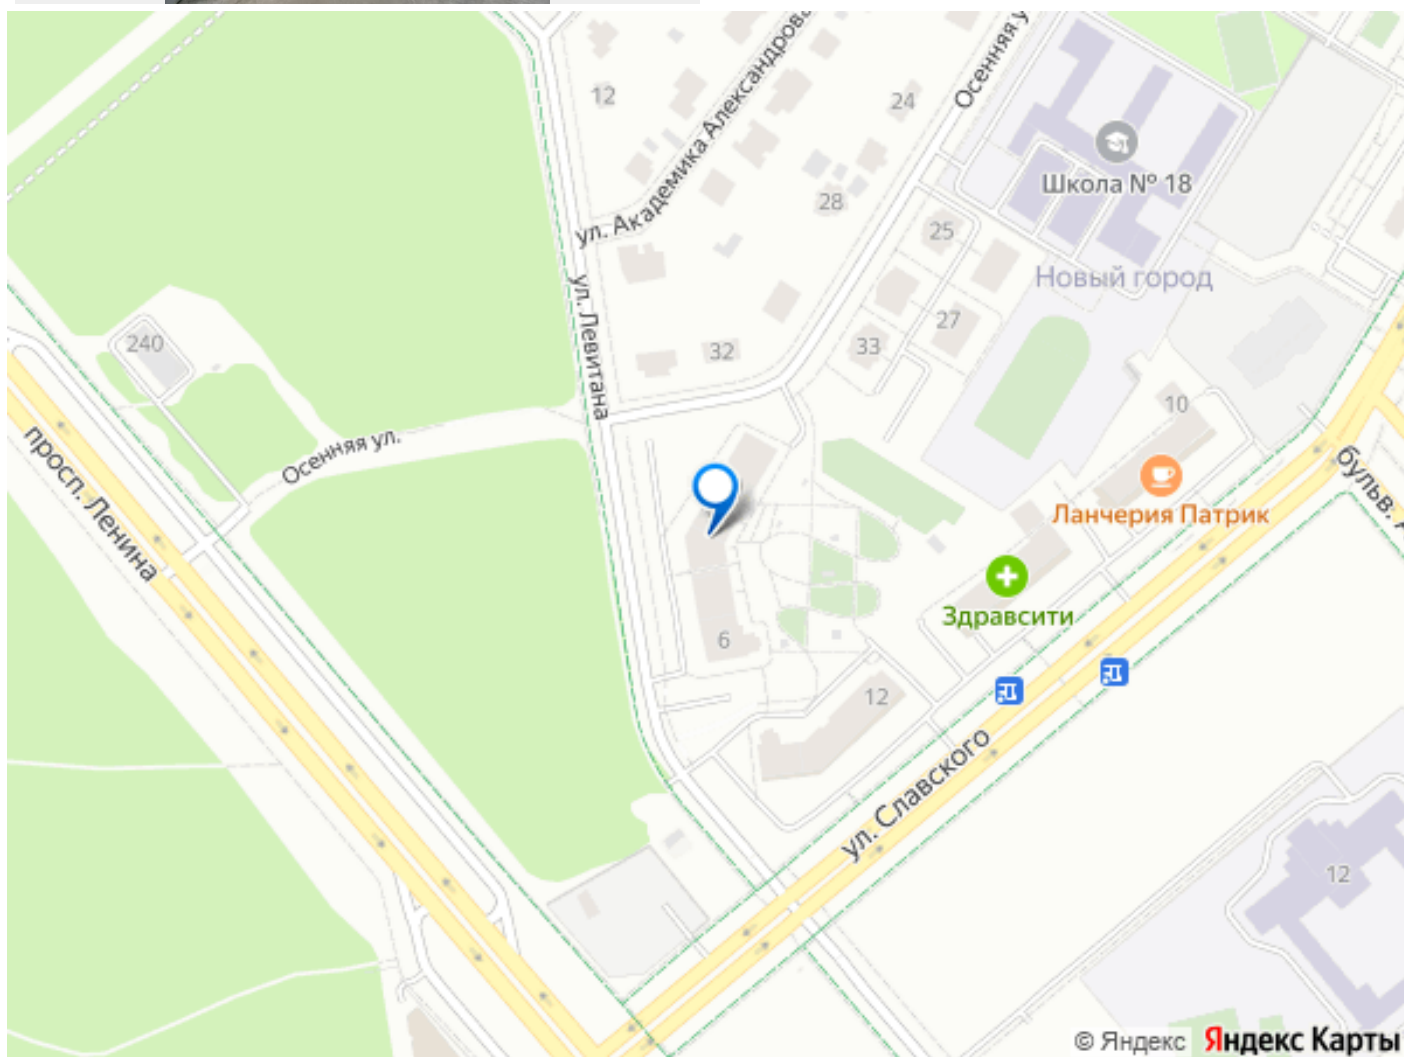 12
24
Осенняя у
ул. Академика Александрова
Школа № 18
28
25
Новый город
ул. Левитана
240
32
33
27
Осенняя ул.
10
просп. Ленина
бульв. А
Ланчерия Патрик
Здравсити
6
12
ул. Славского
12
© Яндекс Яндекс Карты